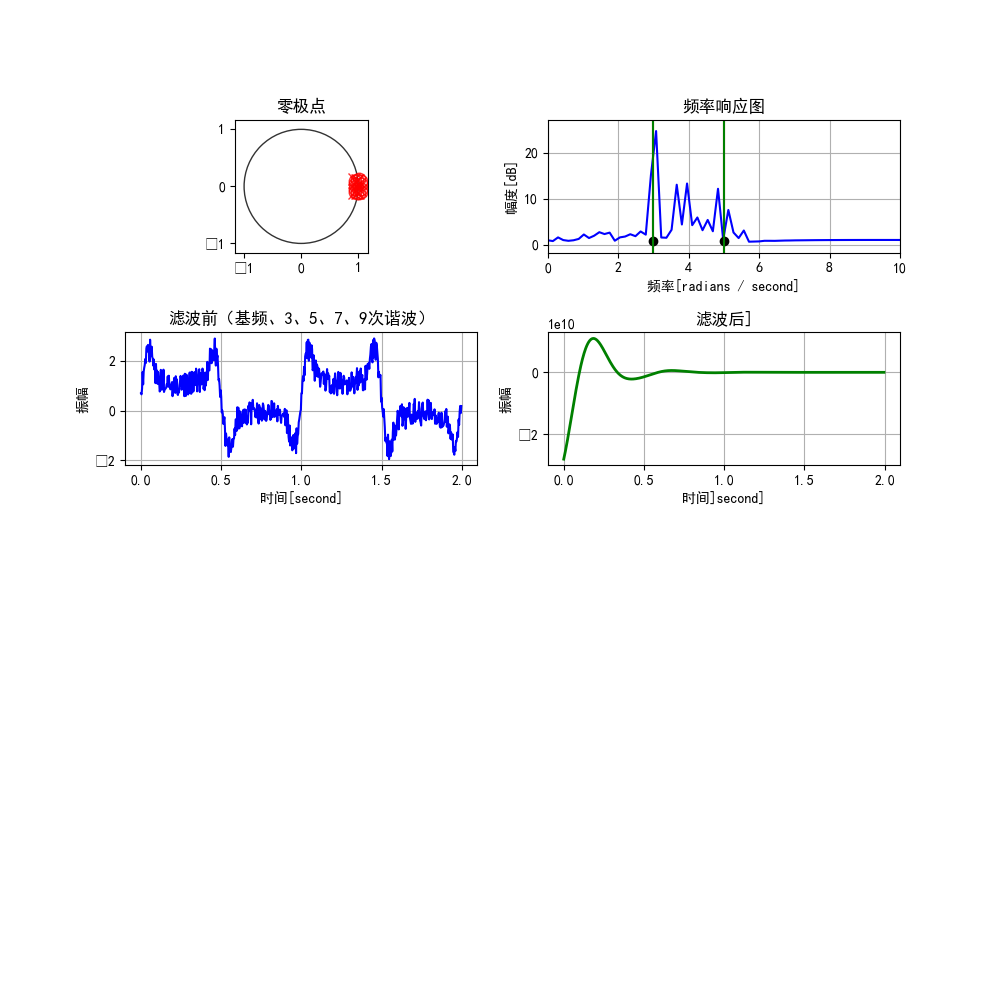 零极点
1
0
□1
□1 0 1
频率响应图
幅度[dB]
20
10
0
0 2 4 6 8 10
频率[radians / second]
滤波前（基频、3、5、7、9次谐波）
振幅
2
0
□2
0.0 0.5 1.0 1.5 2.0
时间[second]
滤波后]
1e10
振幅
0
□2
0.0 0.5 1.0 1.5 2.0
时间]second]